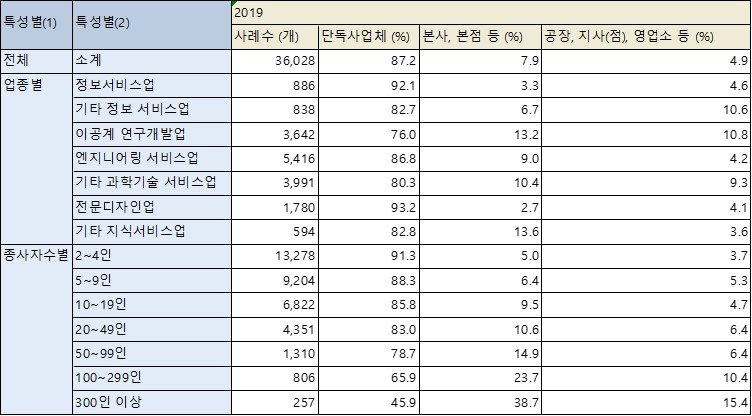 특성별(1) 특성별(2) 2019
사례수 (개) 단독사업체 (%) 본사, 본점 등 (%) 공장, 지사(점), 영업소 등 (%)
전체 소계 36,028 87.2 7.9 4.9
업종별 정보서비스업 886 92.1 3.3 4.6
기타 정보 서비스업 838 82.7 6.7 10.6
이공계 연구개발업 3,642 76.0 13.2 10.8
엔지니어링 서비스업 5,416 86.8 9.0 4.2
기타 과학기술 서비스업 3,991 80.3 10.4 9.3
전문디자인업 1,780 93.2 2.7 4.1
기타 지식서비스업 594 82.8 13.6 3.6
종사자수별 2~4인 13,278 91.3 5.0 3.7
5~9인 9,204 88.3 6.4 5.3
10~19인 6,822 85.8 9.5 4.7
20~49인 4,351 83.0 10.6 6.4
50~99인 1,310 78.7 14.9 6.4
100~299인 806 65.9 23.7 10.4
300인 이상 257 45.9 38.7 15.4